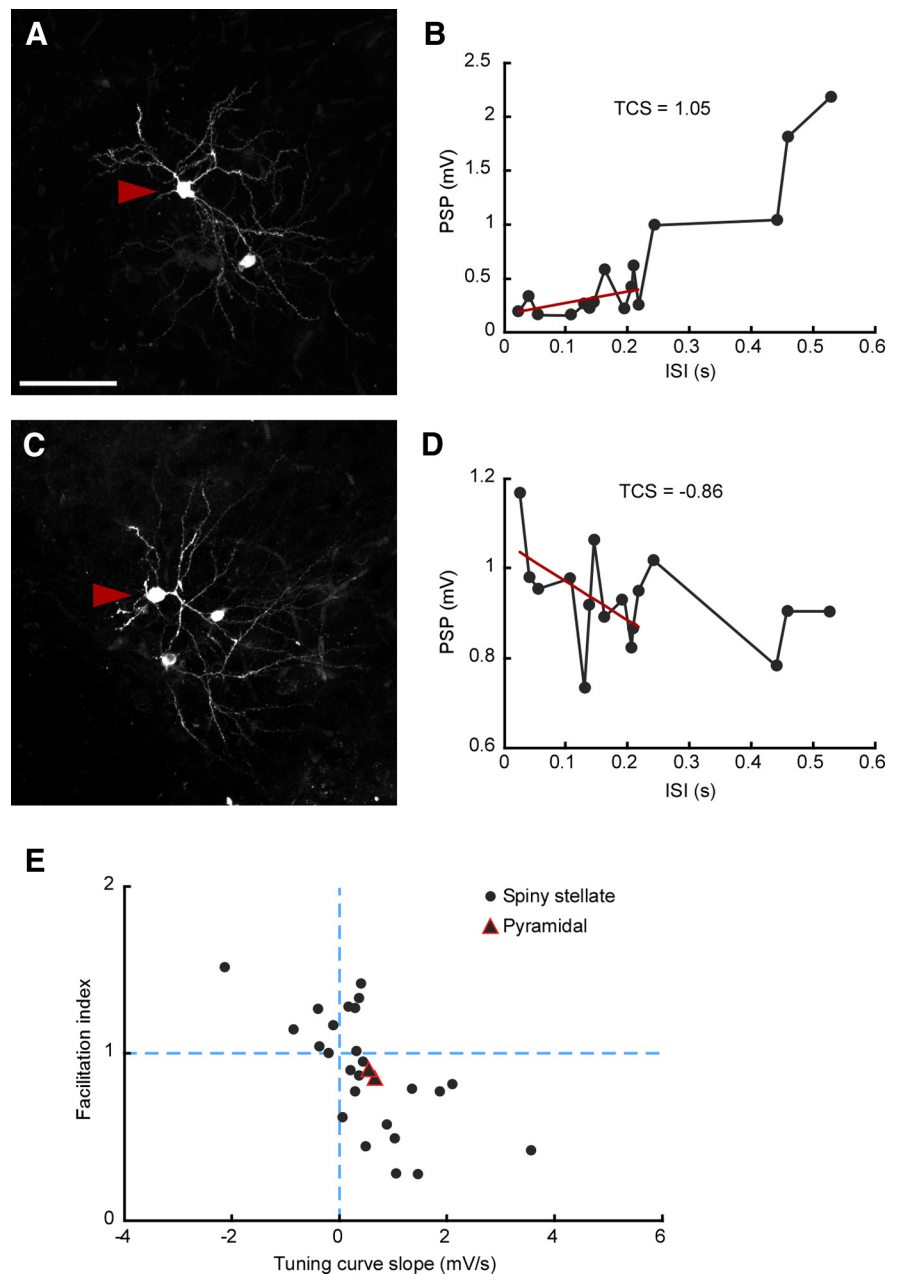 A
B
2.5
2
1.5
1
0.5
0
PSP (mV)
TCS = 1.05
0 0.1 0.2 0.3 0.4 0.5 0.6
ISI (s)
C
D
1.2
1
0.8
0.6
PSP (mV)
TCS = -0.86
0 0.1 0.2 0.3 0.4 0.5 0.6
ISI (s)
E
2
1
0
Facilitation index
Spiny stellate
Pyramidal
-4 -2 0 2 4 6
Tuning curve slope (mV/s)